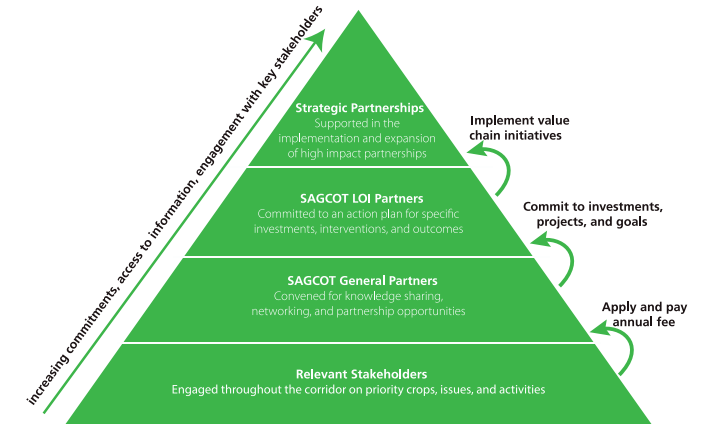 increasing commitments, access to information, engagement with key stakeholders
Strategic Partnerships
Supported in the
implementation and expansion
of high impact partnerships
Implement value
chain initiatives
SAGCOT LOI Partners
Committed to an action plan for specific
investments, interventions, and outcomes
Commit to investments,
projects, and goals
SAGCOT General Partners
Convened for knowledge sharing,
networking, and partnership opportunities
Apply and pay
annual fee
Relevant Stakeholders
Engaged throughout the corridor on priority crops, issues, and activities